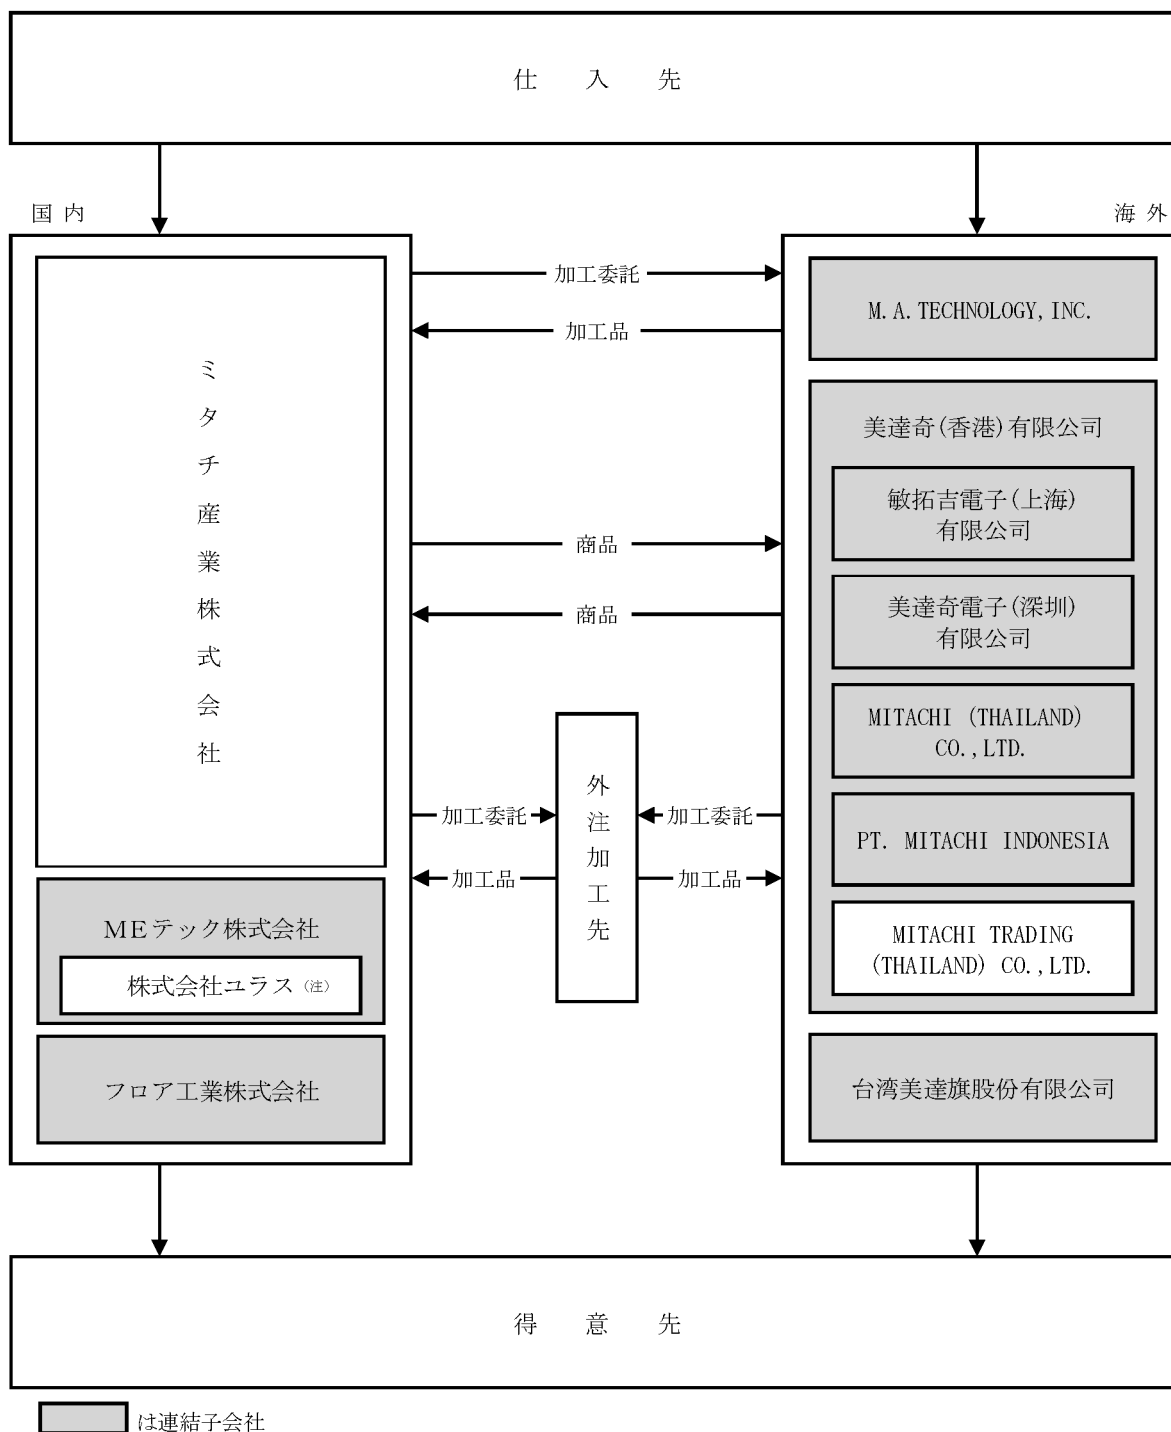 仕入先
国内
海外
加工委託
加工品
商品
商品
ミタチ産業株式会社
M.A.TECHNOLOGY,INC.
美達奇(香港)有限公司
敏拓吉電子(上海)
有限公司
美達奇電子(深圳)
有限公司
MITACHI (THAILAND)
CO.,LTD.
PT. MITACHI INDONESIA
MITACHI TRADING
(THAILAND) CO.,LTD.
外注加工先
加工委託
加工委託
加工品
加工品
MEテック株式会社
株式会社ユラス(注)
フロア工業株式会社
台湾美達旗股份有限公司
得意先
は連結子会社